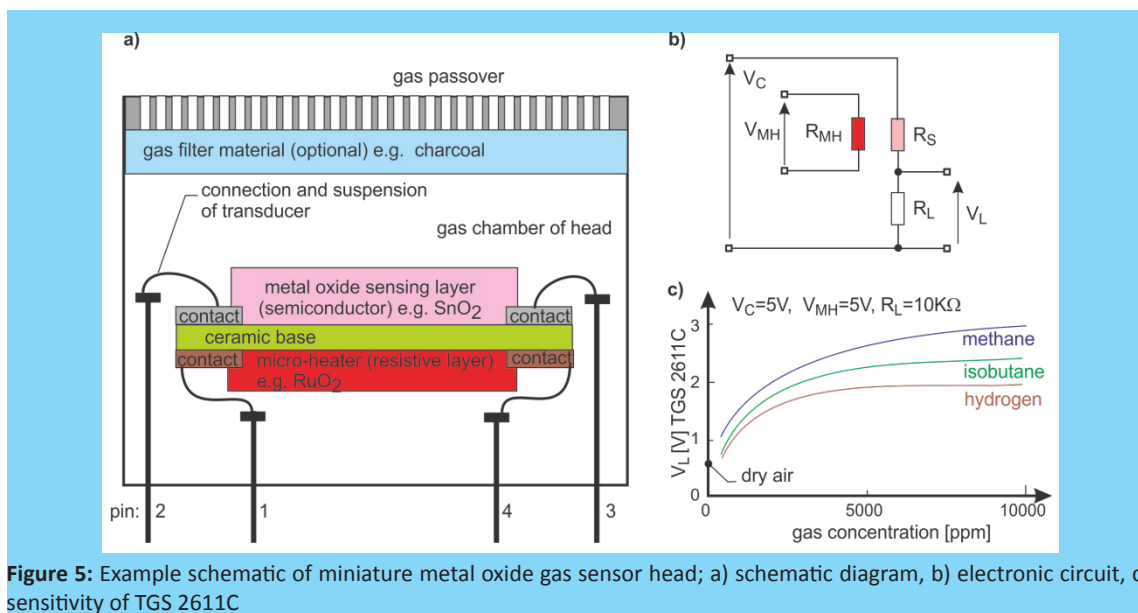 a)
gas passover
gas filter material (optional) e.g. charcoal
connection and suspension
of transducer
gas chamber of head
metal oxide sensing layer
(semiconductor) e.g. SnO2
contact
contact
ceramic base
contact
micro-heater (resistive layer)
e.g. RuO2
contact
pin: 2 1 4 3
b)
VC
VMH
RMH
RS
RL
VL
c)
VC=5V, VMH=5V, RL=10KΩ
VL [V] TGS 2611C
3
2
1
0
methane
isobutane
hydrogen
dry air
0 5000 10000
gas concentration [ppm]
Figure 5: Example schematic of miniature metal oxide gas sensor head; a) schematic diagram, b) electronic circuit,
sensitivity of TGS 2611C